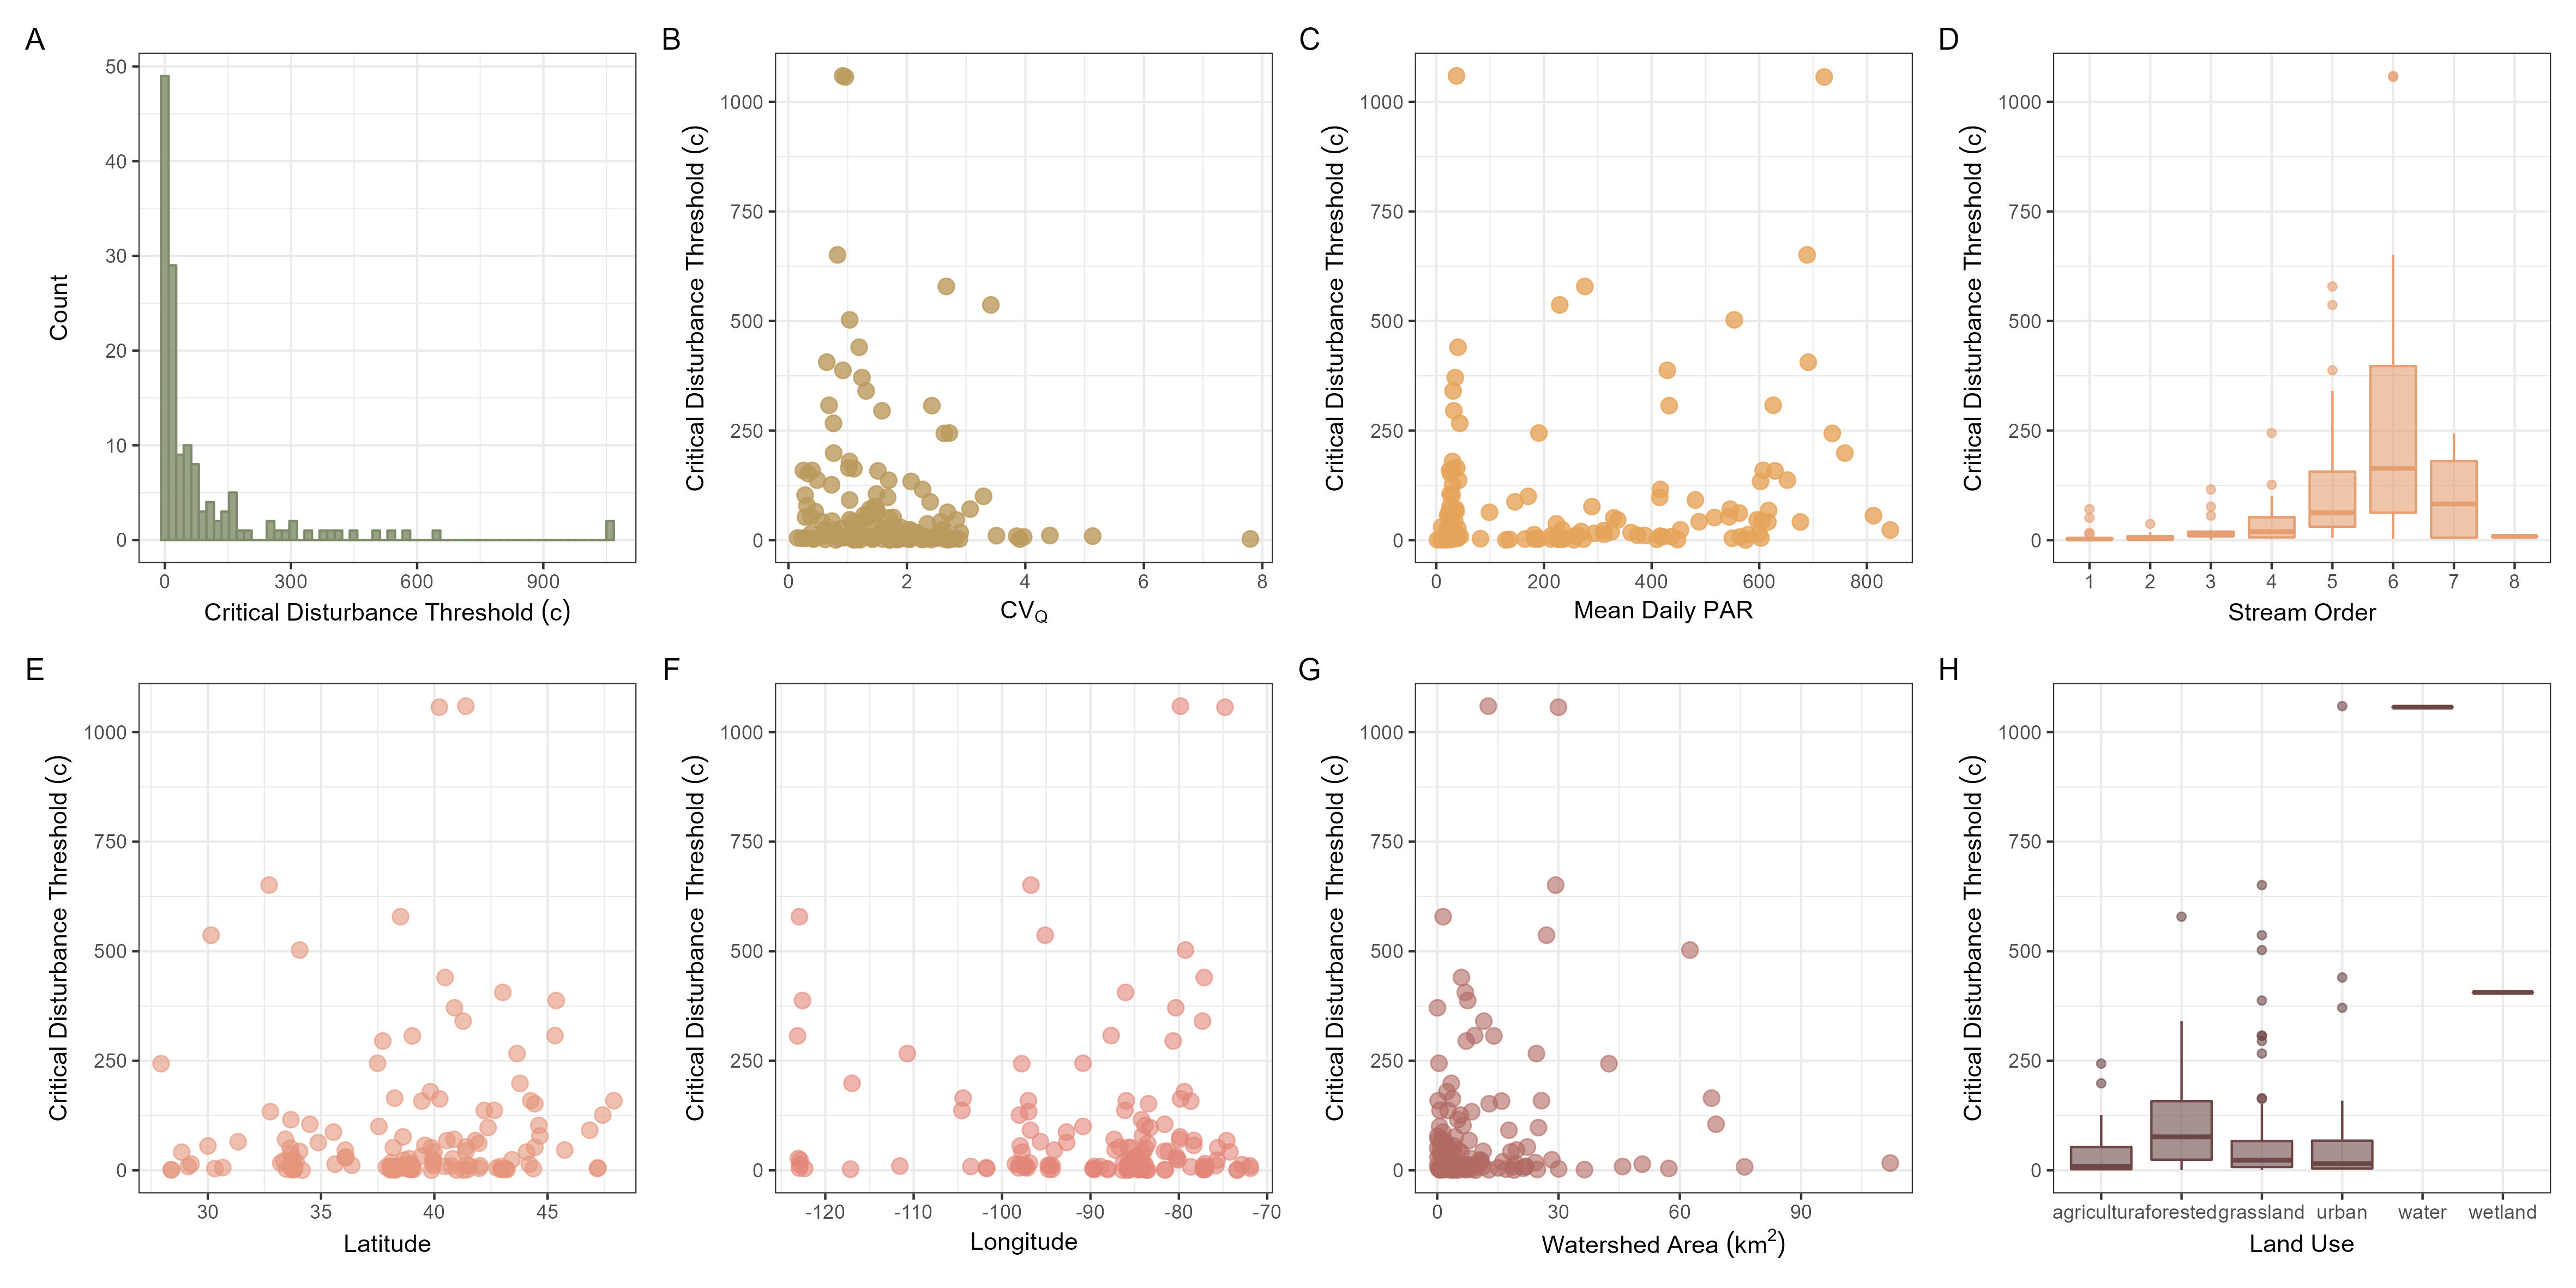 A
50
40
30
20
10
0
Count
0 300 600 900
Critical Disturbance Threshold (c)
B
1000
750
500
250
0
Critical Disturbance Threshold (c)
0 2 4 6 8
CVQ
C
1000
750
500
250
0
Critical Disturbance Threshold (c)
0 200 400 600 800
Mean Daily PAR
D
1000
750
500
250
0
Critical Disturbance Threshold (c)
1 2 3 4 5 6 7 8
Stream Order
E
1000
750
500
250
0
Critical Disturbance Threshold (c)
30 35 40 45
Latitude
F
1000
750
500
250
0
Critical Disturbance Threshold (c)
-120 -110 -100 -90 -80 -70
Longitude
G
1000
750
500
250
0
Critical Disturbance Threshold (c)
0 30 60 90
Watershed Area (km²)
H
1000
750
500
250
0
Critical Disturbance Threshold (c)
agricultural forested grassland urban water wetland
Land Use